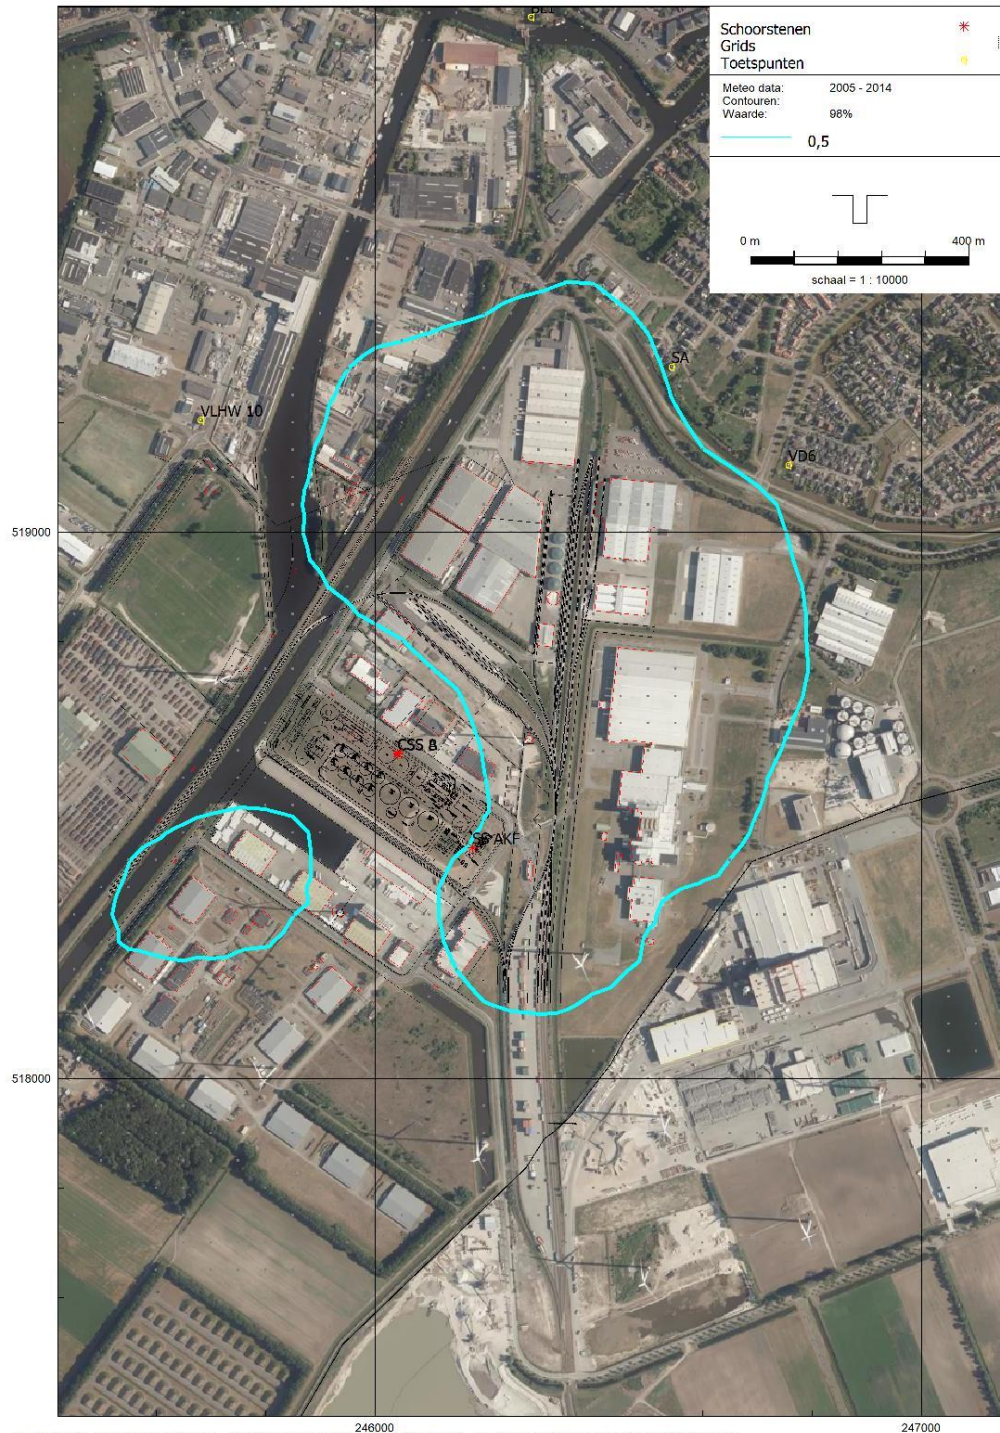 Schoorstenen
Grids
Toetspunten
Meteo data: 2005 - 2014
Contouren:
Waarde: 98%
0,5
0 m 400 m
schaal = 1 : 10000
SA
VLHW 10
VD6
519000
CSS
AKF
518000
246000 247000